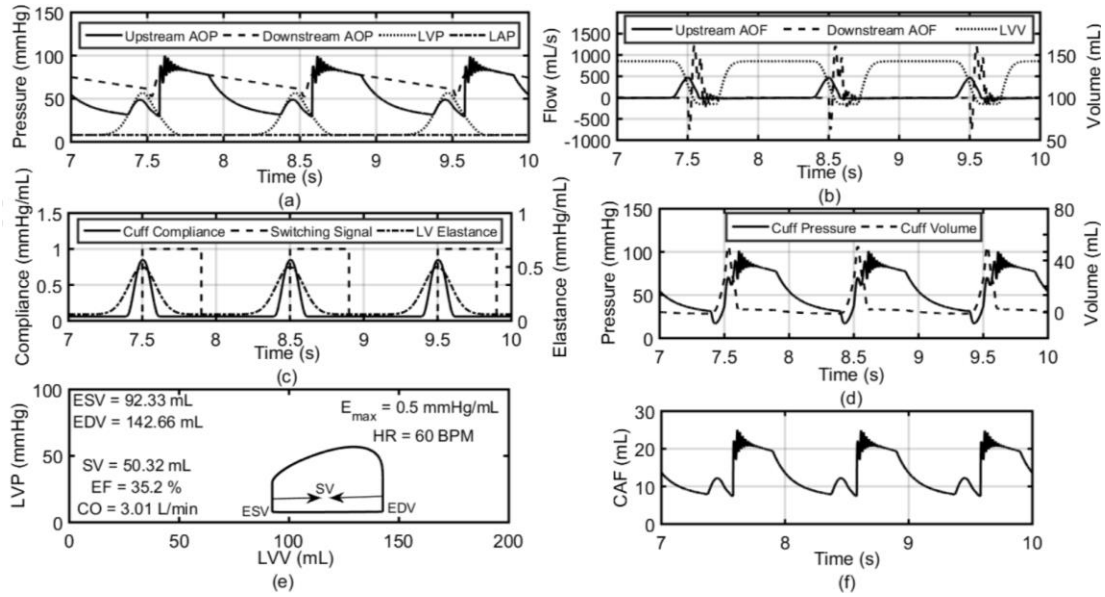 150
100
50
0
Pressure (mmHg)
Upstream AOP Downstream AOP LVP LAP
7 7.5 8 8.5 9 9.5 10
Time (s)
(a)
1500
1000
500
0
-500
-1000
Flow (mL/s)
Upstream AOF Downstream AOF LVV
200
150
100
50
Volume (mL)
7 7.5 8 8.5 9 9.5 10
Time (s)
(b)
1.5
1
0.5
0
Compliance (mmHg/mL)
Cuff Compliance Switching Signal LV Elastance
1
0.5
0
Elastance (mmHg/mL)
7 7.5 8 8.5 9 9.5 10
Time (s)
(c)
150
100
50
0
Pressure (mmHg)
Cuff Pressure Cuff Volume
80
40
0
Volume (mL)
7 7.5 8 8.5 9 9.5 10
Time (s)
(d)
100
50
0
LVP (mmHg)
ESV = 92.33 mL
EDV = 142.66 mL
SV = 50.32 mL
EF = 35.2 %
CO = 3.01 L/min
Emax = 0.5 mmHg/mL
HR = 60 BPM
SV
ESV EDV
0 50 100 150 200
LVV (mL)
(e)
30
20
10
0
CAF (mL)
7 7.5 8 8.5 9 9.5 10
Time (s)
(f)